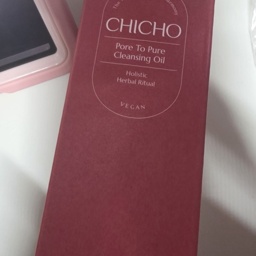 CHICHO
Pore To Pure
Cleansing Oil
Holistic
Herbal Ritual
VEGAN